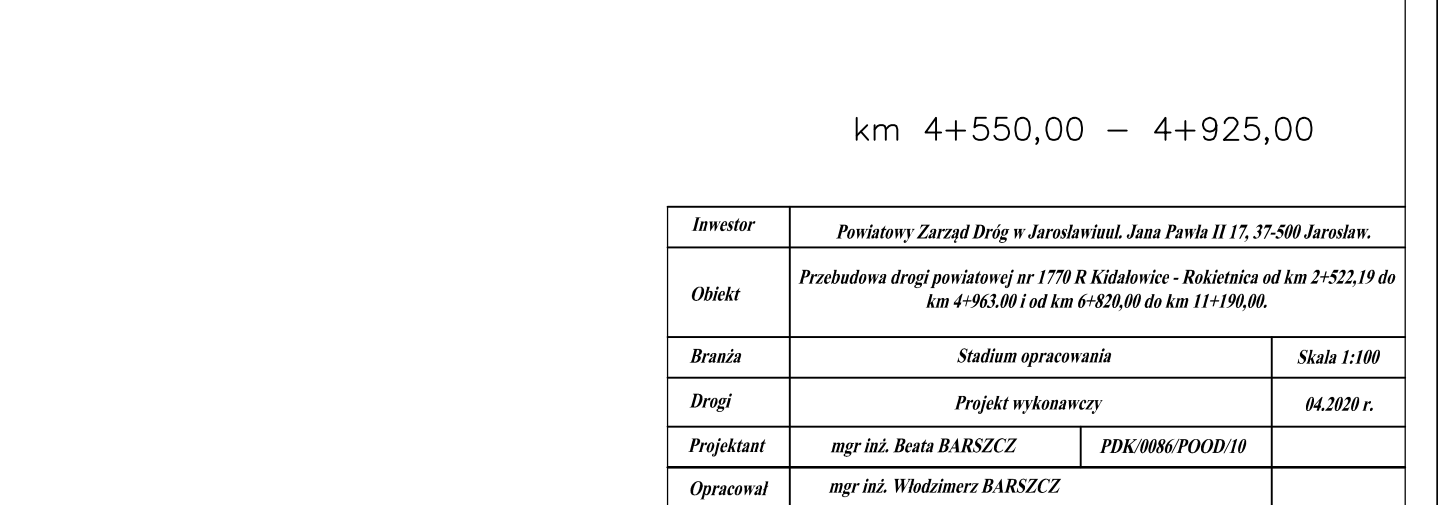 km 4+550,00 – 4+925,00
Inwestor
Powiatowy Zarząd Dróg w Jarosławiuul. Jana Pawła II 17, 37-500 Jarosław.
Obiekt
Przebudowa drogi powiatowej nr 1770 R Kidałowice - Rokietnica od km 2+522,19 do
km 4+963.00 i od km 6+820,00 do km 11+190,00.
Branża
Stadium opracowania
Skala 1:100
Drogi
Projekt wykonawczy
04.2020 r.
Projektant
mgr inż. Beata BARSZCZ
PDK/0086/POOD/10
Opracował
mgr inż. Włodzimerz BARSZCZ